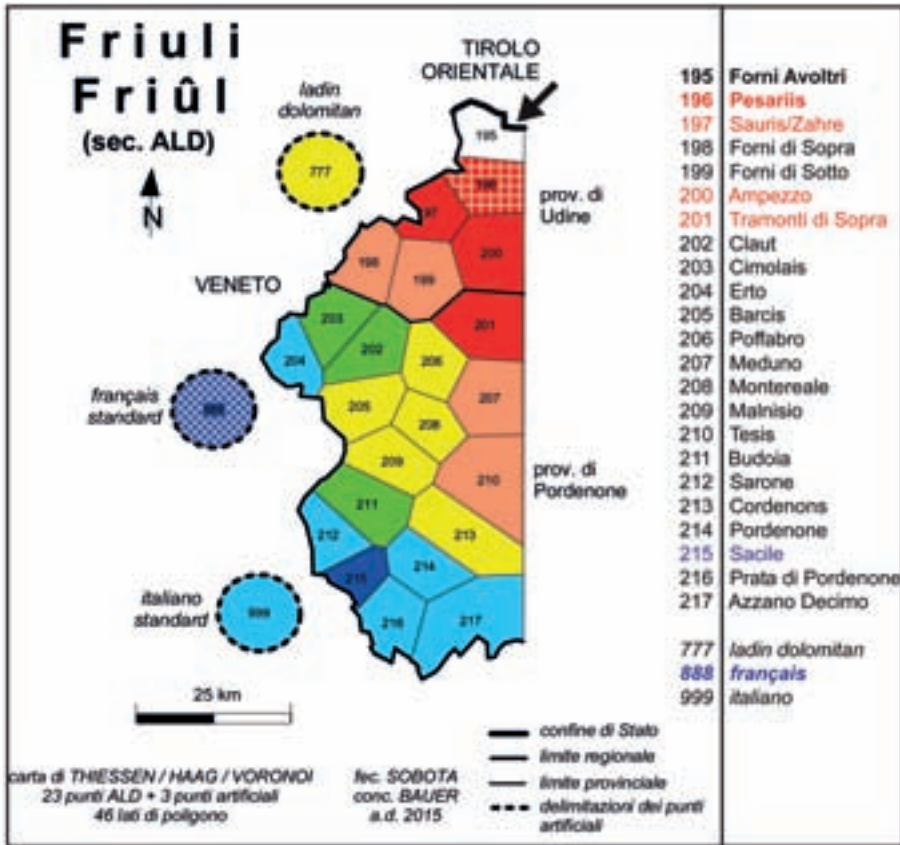 Friuli
Friûl
(sec. ALD)
N
ladin
dolomitan
777
TIROLO
ORIENTALE
195
196
197
prov. di
Udine
200
198
199
VENETO
201
203
202
206
204
207
français
standard
888
205
208
209
210
prov. di
Pordenone
211
213
212
214
215
italiano
standard
999
216
217
25 km
confine di Stato
limite regionale
limite provinciale
delimitazioni dei punti
artificiali
carta di THIESSEN / HAAG / VORONOI
23 punti ALD + 3 punti artificiali
46 lati di poligono
fec. SOBOTA
conc. BAUER
a.d. 2015
195 Forni Avoltri
196 Pesariis
197 Sauris/Zahre
198 Forni di Sopra
199 Forni di Sotto
200 Ampezzo
201 Tramonti di Sopra
202 Claut
203 Cimolais
204 Erto
205 Barcis
206 Poffabro
207 Meduno
208 Montereale
209 Malnisio
210 Tesis
211 Budoia
212 Sarone
213 Cordenons
214 Pordenone
215 Sacile
216 Prata di Pordenone
217 Azzano Decimo
777 ladin dolomitan
888 français
999 italiano